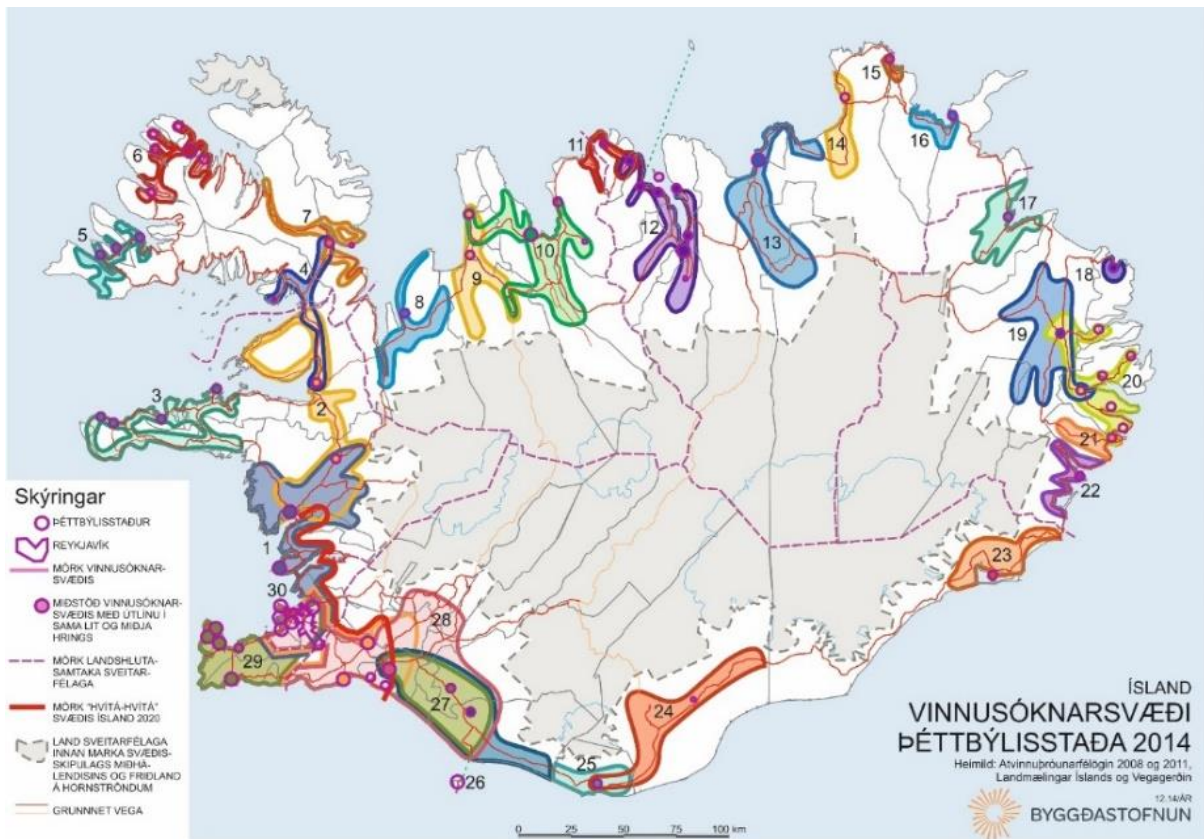 15
11
14
16
6
17
5
7
12
10
13
18
4
9
8
19
3
20
2
21
22
23
1
30
28
29
27
24
25
26
Skýringar
ÞÉTTBÝLISSTAÐUR
REYKJAVÍK
MÖRK VINNUSÓKNAR-
SVÆÐIS
MIÐSTÖÐ VINNUSÓKNAR-
SVÆÐIS MEÐ ÚTLÍNU Í
SAMA LIT OG MIÐJA
HRINGS
MÖRK LANDSHLUTA-
SAMTAKA SVEITAR-
FÉLAGA
MÖRK "HVÍTÁ-HVÍTÁ"
SVÆÐIS ÍSLAND 2020
LAND SVEITARFÉLAGA
INNAN MARKA SVÆÐIS-
SKIPULAGS MIÐHÁ-
LENDISINS OG FRIÐLAND
Á HORNSTRÖNDUM
GRUNNNET VEGA
0 25 50 75 100 km
ÍSLAND
VINNUSÓKNARSVÆÐI
ÞÉTTBÝLISSTAÐA 2014
Heimild: Atvinnuþróunarfélögin 2008 og 2011,
Landmælingar Íslands og Vegagerðin
12.14/ÁR
BYGGÐASTOFNUN